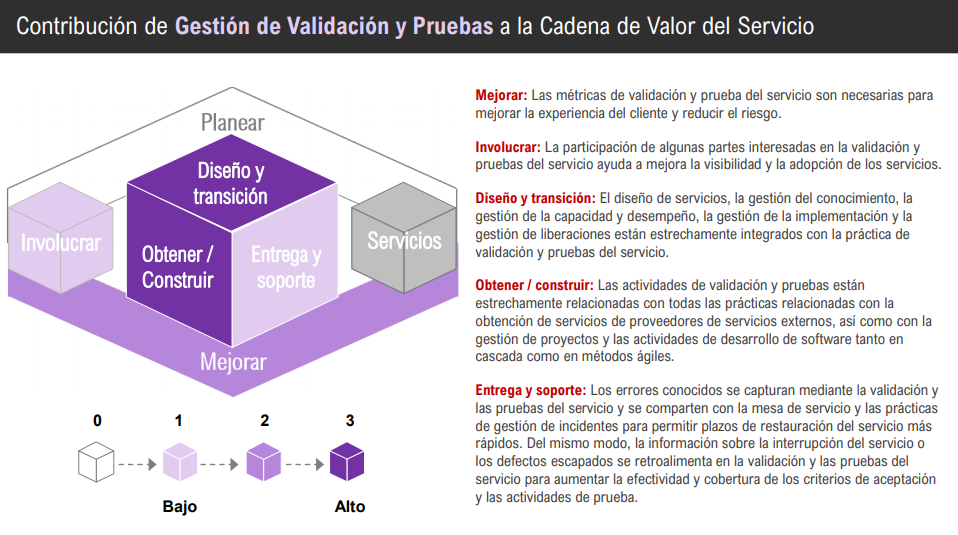 Contribución de Gestión de Validación y Pruebas a la Cadena de Valor del Servicio
Planear
Diseño y
transición
Involucrar
Obtener /
Construir
Entrega y
soporte
Servicios
Mejorar
0 1 2 3
Bajo Alto
Mejorar: Las métricas de validación y prueba del servicio son necesarias para
mejorar la experiencia del cliente y reducir el riesgo.
Involucrar: La participación de algunas partes interesadas en la validación y
pruebas del servicio ayuda a mejora la visibilidad y la adopción de los servicios.
Diseño y transición: El diseño de servicios, la gestión del conocimiento, la
gestión de la capacidad y desempeño, la gestión de la implementación y la
gestión de liberaciones están estrechamente integrados con la práctica de
validación y pruebas del servicio.
Obtener / construir: Las actividades de validación y pruebas están
estrechamente relacionadas con todas las prácticas relacionadas con la
obtención de servicios de proveedores de servicios externos, así como con la
gestión de proyectos y las actividades de desarrollo de software tanto en
cascada como en métodos ágiles.
Entrega y soporte: Los errores conocidos se capturan mediante la validación y
las pruebas del servicio y se comparten con la mesa de servicio y las prácticas
de gestión de incidentes para permitir plazos de restauración del servicio más
rápidos. Del mismo modo, la información sobre la interrupción del servicio o
los defectos escapados se retroalimenta en la validación y las pruebas del
servicio para aumentar la efectividad y cobertura de los criterios de aceptación
y las actividades de prueba.